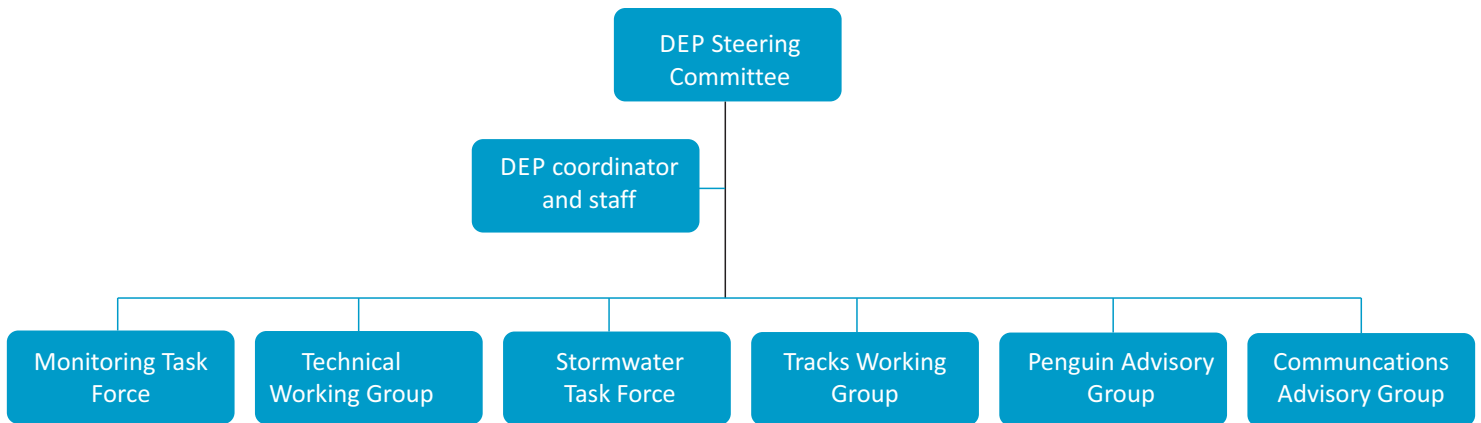 DEP Steering
Committee
DEP coordinator
and staff
Monitoring Task
Force
Technical
Working Group
Stormwater
Task Force
Tracks Working
Group
Penguin Advisory
Group
Communcations
Advisory Group